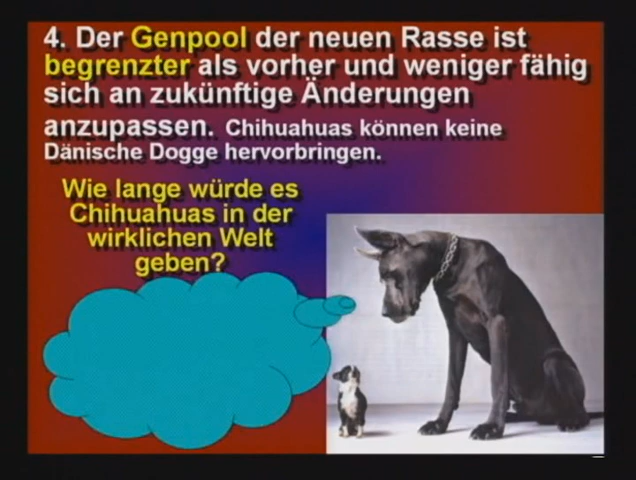 4. Der Genpool der neuen Rasse ist
begrenzter als vorher und weniger fähig
sich an zukünftige Änderungen
anzupassen. Chihuahuas können keine
Dänische Dogge hervorbringen.
Wie lange würde es
Chihuahuas in der
wirklichen Welt
geben?